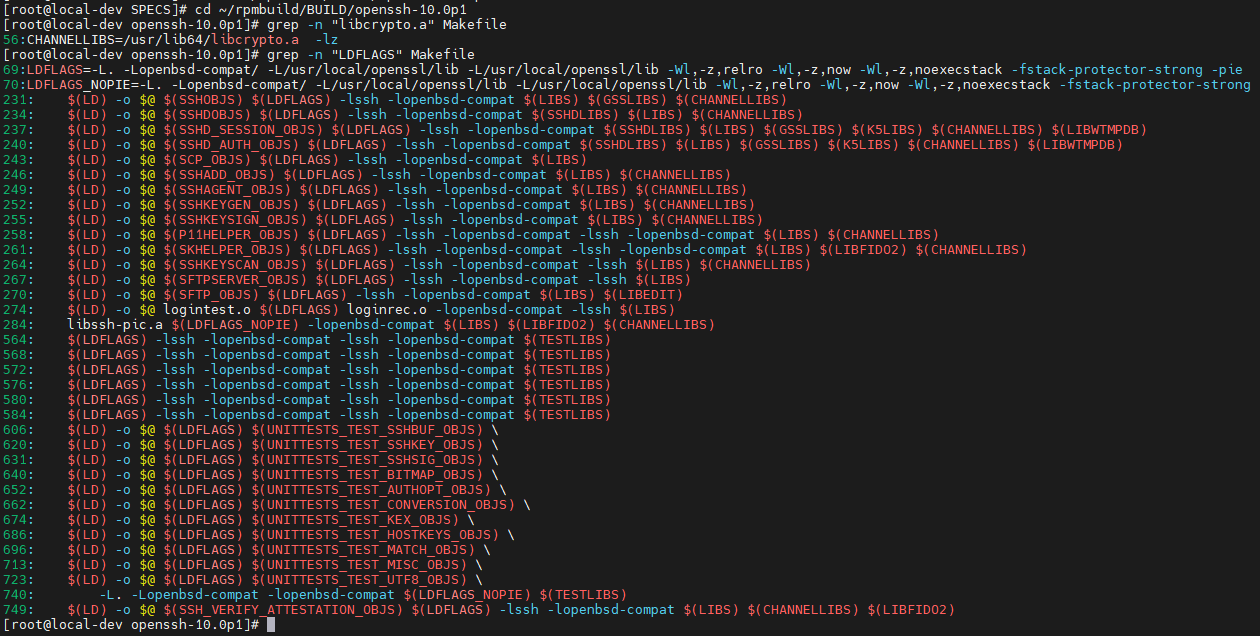 [root@local-dev SPECS]# cd ~/rpmbuild/BUILD/openssh-10.0p1
[root@local-dev openssh-10.0p1]# grep -n "libcrypto.a" Makefile
56:CHANNELLIBS=/usr/lib64/libcrypto.a  -lz
[root@local-dev openssh-10.0p1]# grep -n "LDFLAGS" Makefile
69:LDFLAGS=-L. -Lopenbsd-compat/ -L/usr/local/openssl/lib -L/usr/local/openssl/lib -Wl,-z,relro -Wl,-z,now -Wl,-z,noexecstack -fstack-protector-strong -pie
70:LDFLAGS_NOPIE=-L. -Lopenbsd-compat/ -L/usr/local/openssl/lib -L/usr/local/openssl/lib -Wl,-z,relro -Wl,-z,now -Wl,-z,noexecstack -fstack-protector-strong
231:    $(LD) -o $@ $(SSHOBJS) $(LDFLAGS) -lssh -lopenbsd-compat $(LIBS) $(GSSLIBS) $(CHANNELLIBS)
234:    $(LD) -o $@ $(SSHDOBJS) $(LDFLAGS) -lssh -lopenbsd-compat $(SSHDLIBS) $(LIBS) $(CHANNELLIBS)
237:    $(LD) -o $@ $(SSHD_SESSION_OBJS) $(LDFLAGS) -lssh -lopenbsd-compat $(SSHDLIBS) $(LIBS) $(GSSLIBS) $(K5LIBS) $(CHANNELLIBS) $(LIBWTMPDB)
240:    $(LD) -o $@ $(SSHD_AUTH_OBJS) $(LDFLAGS) -lssh -lopenbsd-compat $(SSHDLIBS) $(LIBS) $(GSSLIBS) $(K5LIBS) $(CHANNELLIBS) $(LIBWTMPDB)
243:    $(LD) -o $@ $(SCP_OBJS) $(LDFLAGS) -lssh -lopenbsd-compat $(LIBS)
246:    $(LD) -o $@ $(SSHADD_OBJS) $(LDFLAGS) -lssh -lopenbsd-compat $(LIBS) $(CHANNELLIBS)
249:    $(LD) -o $@ $(SSHAGENT_OBJS) $(LDFLAGS) -lssh -lopenbsd-compat $(LIBS) $(CHANNELLIBS)
252:    $(LD) -o $@ $(SSHKEYGEN_OBJS) $(LDFLAGS) -lssh -lopenbsd-compat $(LIBS) $(CHANNELLIBS)
255:    $(LD) -o $@ $(SSHKEYSIGN_OBJS) $(LDFLAGS) -lssh -lopenbsd-compat $(LIBS) $(CHANNELLIBS)
258:    $(LD) -o $@ $(P11HELPER_OBJS) $(LDFLAGS) -lssh -lopenbsd-compat -lssh -lopenbsd-compat $(LIBS) $(CHANNELLIBS)
261:    $(LD) -o $@ $(SKHELPER_OBJS) $(LDFLAGS) -lssh -lopenbsd-compat -lssh -lopenbsd-compat $(LIBS) $(LIBFIDO2) $(CHANNELLIBS)
264:    $(LD) -o $@ $(SSHKEYSCAN_OBJS) $(LDFLAGS) -lssh -lopenbsd-compat -lssh $(LIBS) $(CHANNELLIBS)
267:    $(LD) -o $@ $(SFTPSERVER_OBJS) $(LDFLAGS) -lssh -lopenbsd-compat -lssh $(LIBS)
270:    $(LD) -o $@ $(SFTP_OBJS) $(LDFLAGS) -lssh -lopenbsd-compat $(LIBS) $(LIBEDIT)
274:    $(LD) -o $@ logintest.o $(LDFLAGS) loginrec.o -lopenbsd-compat -lssh $(LIBS)
284:    libssh-pic.a $(LDFLAGS_NOPIE) -lopenbsd-compat $(LIBS) $(LIBFIDO2) $(CHANNELLIBS)
564:    $(LDFLAGS) -lssh -lopenbsd-compat -lssh -lopenbsd-compat $(TESTLIBS)
568:    $(LDFLAGS) -lssh -lopenbsd-compat -lssh -lopenbsd-compat $(TESTLIBS)
572:    $(LDFLAGS) -lssh -lopenbsd-compat -lssh -lopenbsd-compat $(TESTLIBS)
576:    $(LDFLAGS) -lssh -lopenbsd-compat -lssh -lopenbsd-compat $(TESTLIBS)
580:    $(LDFLAGS) -lssh -lopenbsd-compat -lssh -lopenbsd-compat $(TESTLIBS)
584:    $(LDFLAGS) -lssh -lopenbsd-compat -lssh -lopenbsd-compat $(TESTLIBS)
606:    $(LD) -o $@ $(LDFLAGS) $(UNITTESTS_TEST_SSHBUF_OBJS) \
620:    $(LD) -o $@ $(LDFLAGS) $(UNITTESTS_TEST_SSHKEY_OBJS) \
631:    $(LD) -o $@ $(LDFLAGS) $(UNITTESTS_TEST_SSHSIG_OBJS) \
640:    $(LD) -o $@ $(LDFLAGS) $(UNITTESTS_TEST_BITMAP_OBJS) \
652:    $(LD) -o $@ $(LDFLAGS) $(UNITTESTS_TEST_AUTHOPT_OBJS) \
662:    $(LD) -o $@ $(LDFLAGS) $(UNITTESTS_TEST_CONVERSION_OBJS) \
674:    $(LD) -o $@ $(LDFLAGS) $(UNITTESTS_TEST_KEX_OBJS) \
686:    $(LD) -o $@ $(LDFLAGS) $(UNITTESTS_TEST_HOSTKEYS_OBJS) \
696:    $(LD) -o $@ $(LDFLAGS) $(UNITTESTS_TEST_MATCH_OBJS) \
713:    $(LD) -o $@ $(LDFLAGS) $(UNITTESTS_TEST_MISC_OBJS) \
723:    $(LD) -o $@ $(LDFLAGS) $(UNITTESTS_TEST_UTF8_OBJS) \
740:        -L. -Lopenbsd-compat -lopenbsd-compat $(LDFLAGS_NOPIE) $(TESTLIBS)
749:    $(LD) -o $@ $(SSH_VERIFY_ATTESTATION_OBJS) $(LDFLAGS) -lssh -lopenbsd-compat $(LIBS) $(CHANNELLIBS) $(LIBFIDO2)
[root@local-dev openssh-10.0p1]#